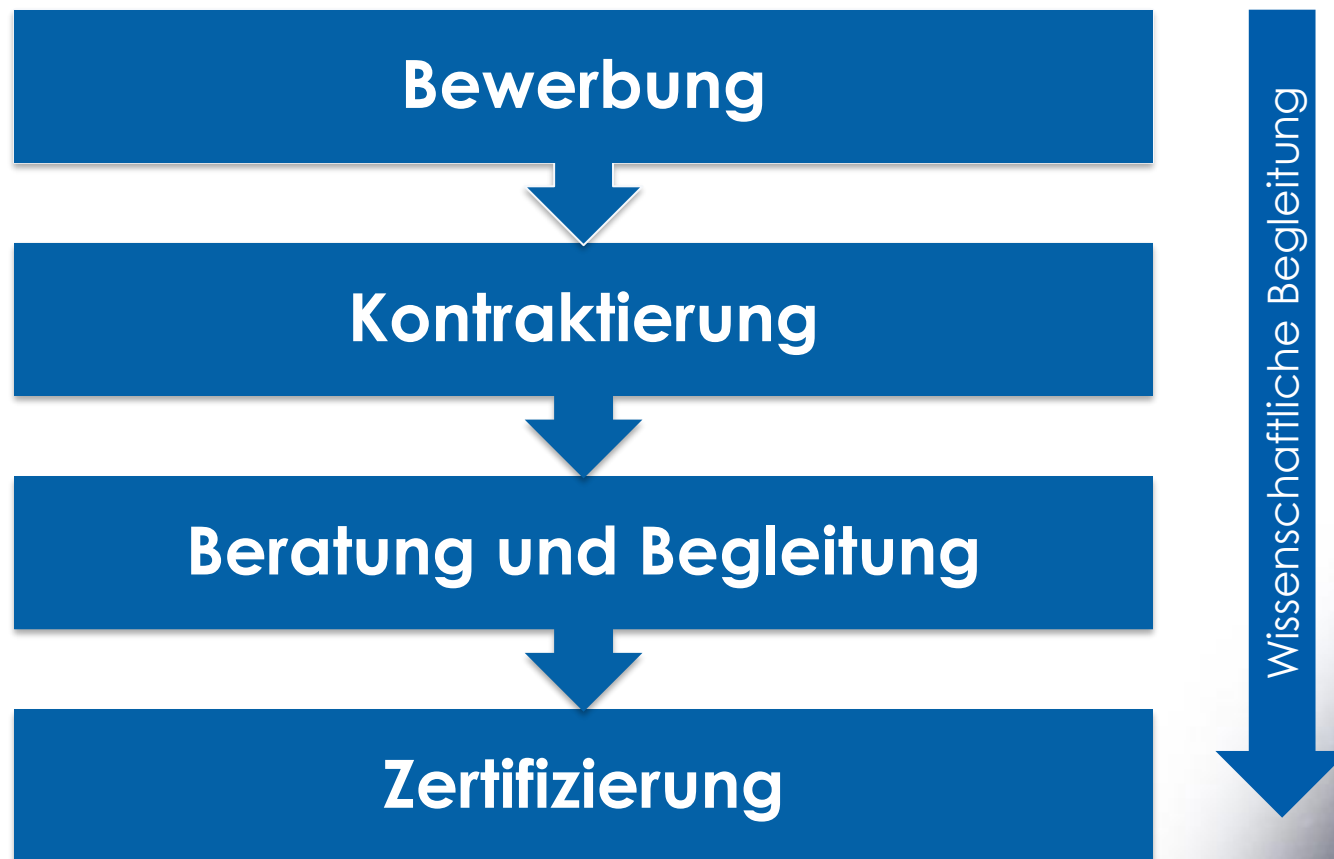 Bewerbung
Kontraktierung
Beratung und Begleitung
Zertifizierung
Wissenschaftliche Begleitung